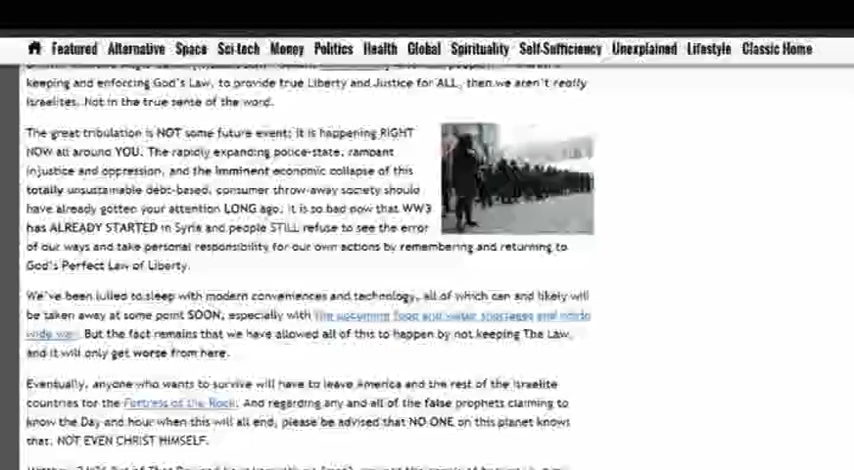 Featured Alternative Space Sci-tech Money Politics Health Global Spirituality Self-Sufficiency Unexplained Lifestyle Classic Home
keeping and enforcing God's Law, to provide true Liberty and Justice for ALL, then we aren't really
Israelites. Not in the true sense of the word.
The great tribulation is NOT some future event; it is happening RIGHT
NOW all around YOU. The rapidly expanding police-state, rampant
injustice and oppression, and the imminent economic collapse of this
totally unsustainable debt-based, consumer throw-away society should
have already gotten your attention LONG ago. It is so bad now that WW3
has ALREADY STARTED in Syria and people STILL refuse to see the error
of our ways and take personal responsibility for our own actions by remembering and returning to
God's Perfect Law of Liberty.
We've been lulled to sleep with modern conveniences and technology, all of which can and likely will
be taken away at some point SOON, especially with the upcoming food and water shortages and world
wide war. But the fact remains that we have allowed all of this to happen by not keeping The Law,
and it will only get worse from here.
Eventually, anyone who wants to survive will have to leave America and the rest of the Israelite
countries for the Fortress of the Rock. And regarding any and all of the false prophets claiming to
know the Day and hour when this will all end, please be advised that NO ONE on this planet knows
that. NOT EVEN CHRIST HIMSELF.